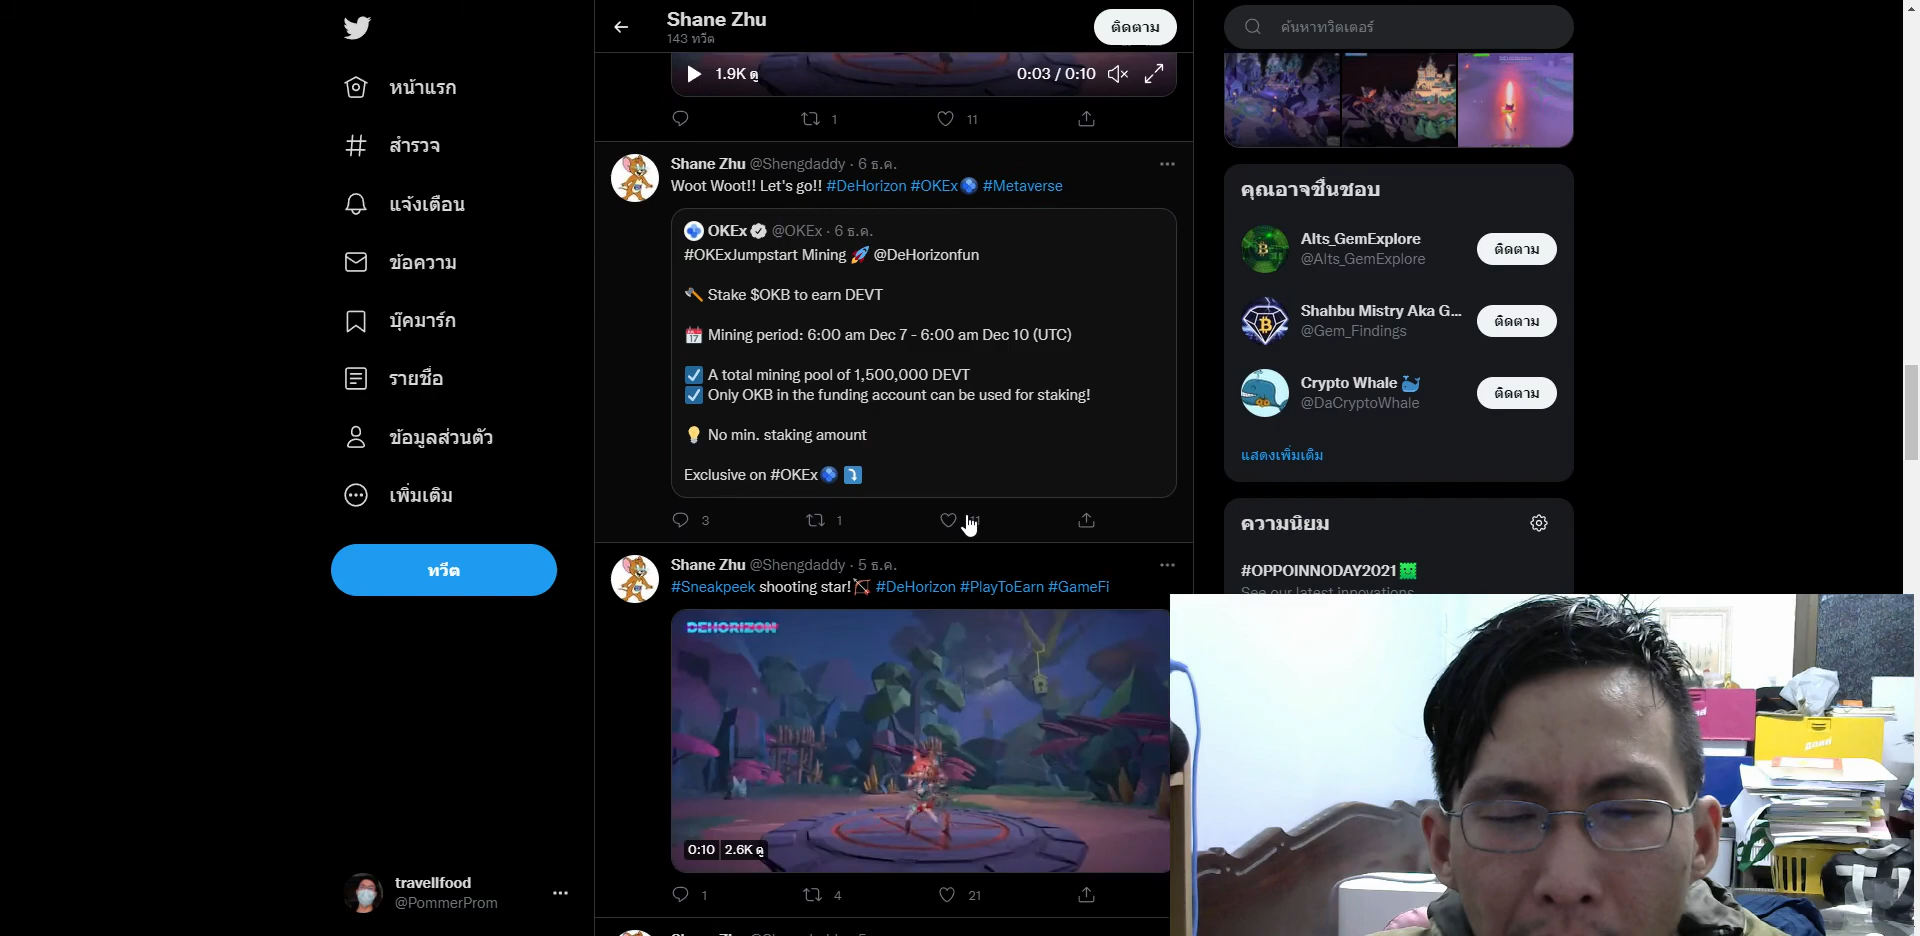 หน้าแรก
สำรวจ
แจ้งเตือน
ข้อความ
บุ๊คมาร์ก
รายชื่อ
ข้อมูลส่วนตัว
เพิ่มเติม
ทวีต
travellfood
@PommerProm
Shane Zhu
143 ทวีต
ติดตาม
1.9K ดู
0:03 / 0:10
1
11
Shane Zhu @Shengdaddy · 6 ธ.ค.
Woot Woot!! Let's go!! #DeHorizon #OKEx #Metaverse
OKEx @OKEx · 6 ธ.ค.
#OKExJumpstart Mining 🚀 @DeHorizonfun
🪓 Stake $OKB to earn DEVT
📅 Mining period: 6:00 am Dec 7 - 6:00 am Dec 10 (UTC)
☑️ A total mining pool of 1,500,000 DEVT
☑️ Only OKB in the funding account can be used for staking!
💡 No min. staking amount
Exclusive on #OKEx ⤵️
3
1
Shane Zhu @Shengdaddy · 5 ธ.ค.
#Sneakpeek shooting star!🏹 #DeHorizon #PlayToEarn #GameFi
DEHORIZON
0:10
2.6K ดู
1
4
21
ค้นหาทวิตเตอร์
คุณอาจชื่นชอบ
Alts_GemExplore
@Alts_GemExplore
ติดตาม
Shahbu Mistry Aka G...
@Gem_Findings
ติดตาม
Crypto Whale 🐳
@DaCryptoWhale
ติดตาม
แสดงเพิ่มเติม
ความนิยม
#OPPOINNODAY2021
See our latest innovations